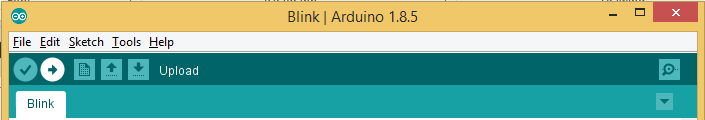 Blink | Arduino 1.8.5
File Edit Sketch Tools Help
Upload
Blink